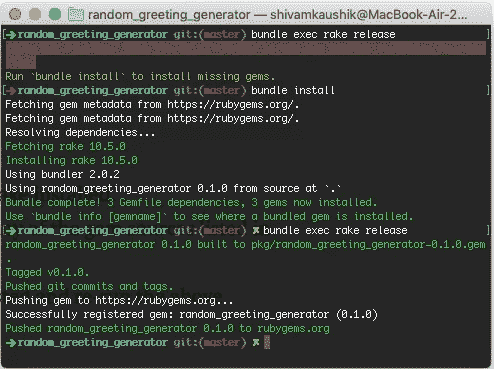 random_greeting_generator — shivamkaushik@MacBook-Air-2...
[➜random_greeting_generator git:(master) bundle exec rake release ]
Run `bundle install` to install missing gems.
[➜random_greeting_generator git:(master) bundle install ]
Fetching gem metadata from https://rubygems.org/.
Fetching gem metadata from https://rubygems.org/.
Resolving dependencies...
Fetching rake 10.5.0
Installing rake 10.5.0
Using bundler 2.0.2
Using random_greeting_generator 0.1.0 from source at `.`
Bundle complete! 3 Gemfile dependencies, 3 gems now installed.
Use `bundle info [gemname]` to see where a bundled gem is installed.
[➜random_greeting_generator git:(master) ✘ bundle exec rake release ]
random_greeting_generator 0.1.0 built to pkg/random_greeting_generator-0.1.0.gem
.
Tagged v0.1.0.
Pushed git commits and tags.
Pushing gem to https://rubygems.org...
Successfully registered gem: random_greeting_generator (0.1.0)
Pushed random_greeting_generator 0.1.0 to rubygems.org
➜random_greeting_generator git:(master) ✘